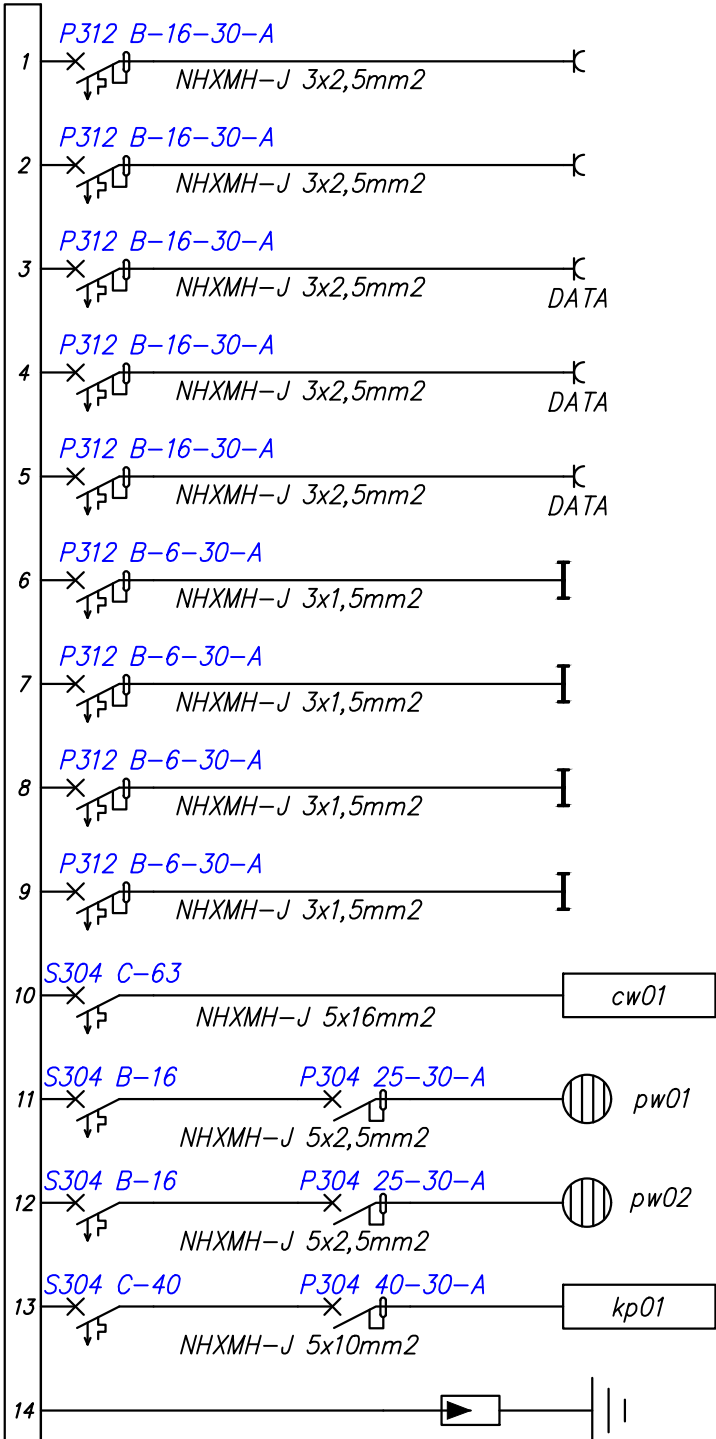 P312 B-16-30-A
1
NHXMH-J 3x2,5mm2
P312 B-16-30-A
2
NHXMH-J 3x2,5mm2
P312 B-16-30-A
3
NHXMH-J 3x2,5mm2
DATA
P312 B-16-30-A
4
NHXMH-J 3x2,5mm2
DATA
P312 B-16-30-A
5
NHXMH-J 3x2,5mm2
DATA
P312 B-6-30-A
6
NHXMH-J 3x1,5mm2
P312 B-6-30-A
7
NHXMH-J 3x1,5mm2
P312 B-6-30-A
8
NHXMH-J 3x1,5mm2
P312 B-6-30-A
9
NHXMH-J 3x1,5mm2
S304 C-63
10
cw01
NHXMH-J 5x16mm2
S304 B-16 P304 25-30-A
11
pw01
NHXMH-J 5x2,5mm2
S304 B-16 P304 25-30-A
12
pw02
NHXMH-J 5x2,5mm2
S304 C-40 P304 40-30-A
13
kp01
NHXMH-J 5x10mm2
14